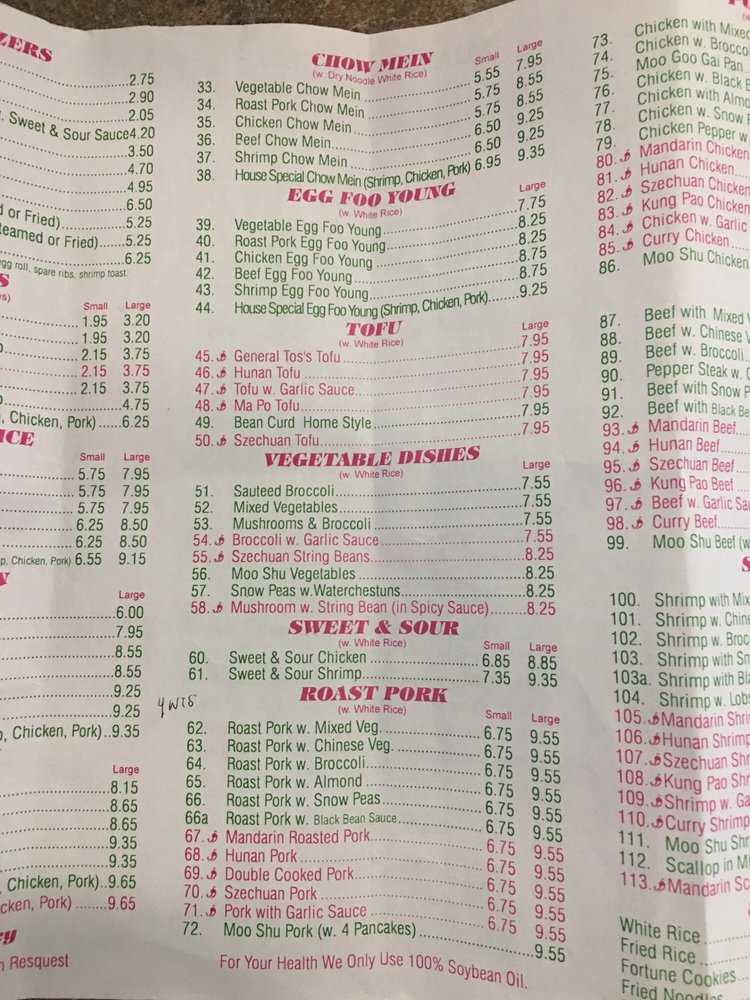 ZERS
2.75
2.90
2.05
. Sweet & Sour Sauce 4.20
3.50
4.70
4.95
6.50
d or Fried) 5.25
eamed or Fried) 5.25
6.25
gg roll, spare ribs, shrimp toast
S
Small Large
1.95 3.20
1.95 3.20
2.15 3.75
2.15 3.75
2.15 3.75
4.75
, Chicken, Pork) 6.25
ICE
Small Large
5.75 7.95
5.75 7.95
5.75 7.95
6.25 8.50
6.25 8.50
p, Chicken, Pork) 6.55 9.15
Large
6.00
7.95
8.55
8.55
9.25
9.25
, Chicken, Pork) 9.35
Large
8.15
8.65
8.65
9.35
9.35
Chicken, Pork) 9.65
cken, Pork) 9.65
ey
n Resquest
CHOW MEIN
(w. Dry Noodle White Rice)
Small Large
33. Vegetable Chow Mein 5.55 7.95
34. Roast Pork Chow Mein 5.75 8.55
35. Chicken Chow Mein 5.75 8.55
36. Beef Chow Mein 6.50 9.25
37. Shrimp Chow Mein 6.50 9.25
38. House Special Chow Mein (Shrimp, Chicken, Pork) 6.95 9.35
EGG FOO YOUNG
(w. White Rice)
Large
39. Vegetable Egg Foo Young 7.75
40. Roast Pork Egg Foo Young 8.25
41. Chicken Egg Foo Young 8.25
42. Beef Egg Foo Young 8.75
43. Shrimp Egg Foo Young 8.75
44. House Special Egg Foo Young (Shrimp, Chicken, Pork) 9.25
TOFU
(w. White Rice)
Large
45. General Tos's Tofu 7.95
46. Hunan Tofu 7.95
47. Tofu w. Garlic Sauce 7.95
48. Ma Po Tofu 7.95
49. Bean Curd Home Style 7.95
50. Szechuan Tofu 7.95
VEGETABLE DISHES
(w. White Rice)
Large
51. Sauteed Broccoli 7.55
52. Mixed Vegetables 7.55
53. Mushrooms & Broccoli 7.55
54. Broccoli w. Garlic Sauce 7.55
55. Szechuan String Beans 8.25
56. Moo Shu Vegetables 8.25
57. Snow Peas w.Waterchestuns 8.25
58. Mushroom w. String Bean (in Spicy Sauce) 8.25
SWEET & SOUR
(w. White Rice)
Small Large
60. Sweet & Sour Chicken 6.85 8.85
61. Sweet & Sour Shrimp 7.35 9.35
ROAST PORK
(w. White Rice)
Small Large
62. Roast Pork w. Mixed Veg. 6.75 9.55
63. Roast Pork w. Chinese Veg. 6.75 9.55
64. Roast Pork w. Broccoli 6.75 9.55
65. Roast Pork w. Almond 6.75 9.55
66. Roast Pork w. Snow Peas 6.75 9.55
66a Roast Pork w. Black Bean Sauce 6.75 9.55
67. Mandarin Roasted Pork 6.75 9.55
68. Hunan Pork 6.75 9.55
69. Double Cooked Pork 6.75 9.55
70. Szechuan Pork 6.75 9.55
71. Pork with Garlic Sauce 6.75 9.55
72. Moo Shu Pork (w. 4 Pancakes) 9.55
For Your Health We Only Use 100% Soybean Oil.
73. Chicken with Mixed
74. Chicken w. Brocco
75. Moo Goo Gai Pan
76. Chicken w. Black B
77. Chicken with Almo
78. Chicken w. Snow P
79. Chicken Pepper w.
80. Mandarin Chicken
81. Hunan Chicken
82. Szechuan Chicken
83. Kung Pao Chicken
84. Chicken w. Garlic
85. Curry Chicken
86. Moo Shu Chicken
87. Beef with Mixed V
88. Beef w. Chinese V
89. Beef w. Broccoli
90. Pepper Steak w. O
91. Beef with Snow P
92. Beef with Black Be
93. Mandarin Beef
94. Hunan Beef
95. Szechuan Beef
96. Kung Pao Beef
97. Beef w. Garlic Sau
98. Curry Beef
99. Moo Shu Beef (w
S
100. Shrimp with Mix
101. Shrimp w. Chine
102. Shrimp w. Broc
103. Shrimp with Sn
103a. Shrimp with Bla
104. Shrimp w. Lobs
105. Mandarin Shri
106. Hunan Shrimp
107. Szechuan Shr
108. Kung Pao Shr
109. Shrimp w. Ga
110. Curry Shrimp
111. Moo Shu Shr
112. Scallop in M
113. Mandarin Sc
White Rice
Fried Rice
Fortune Cookies
Fried Noodles